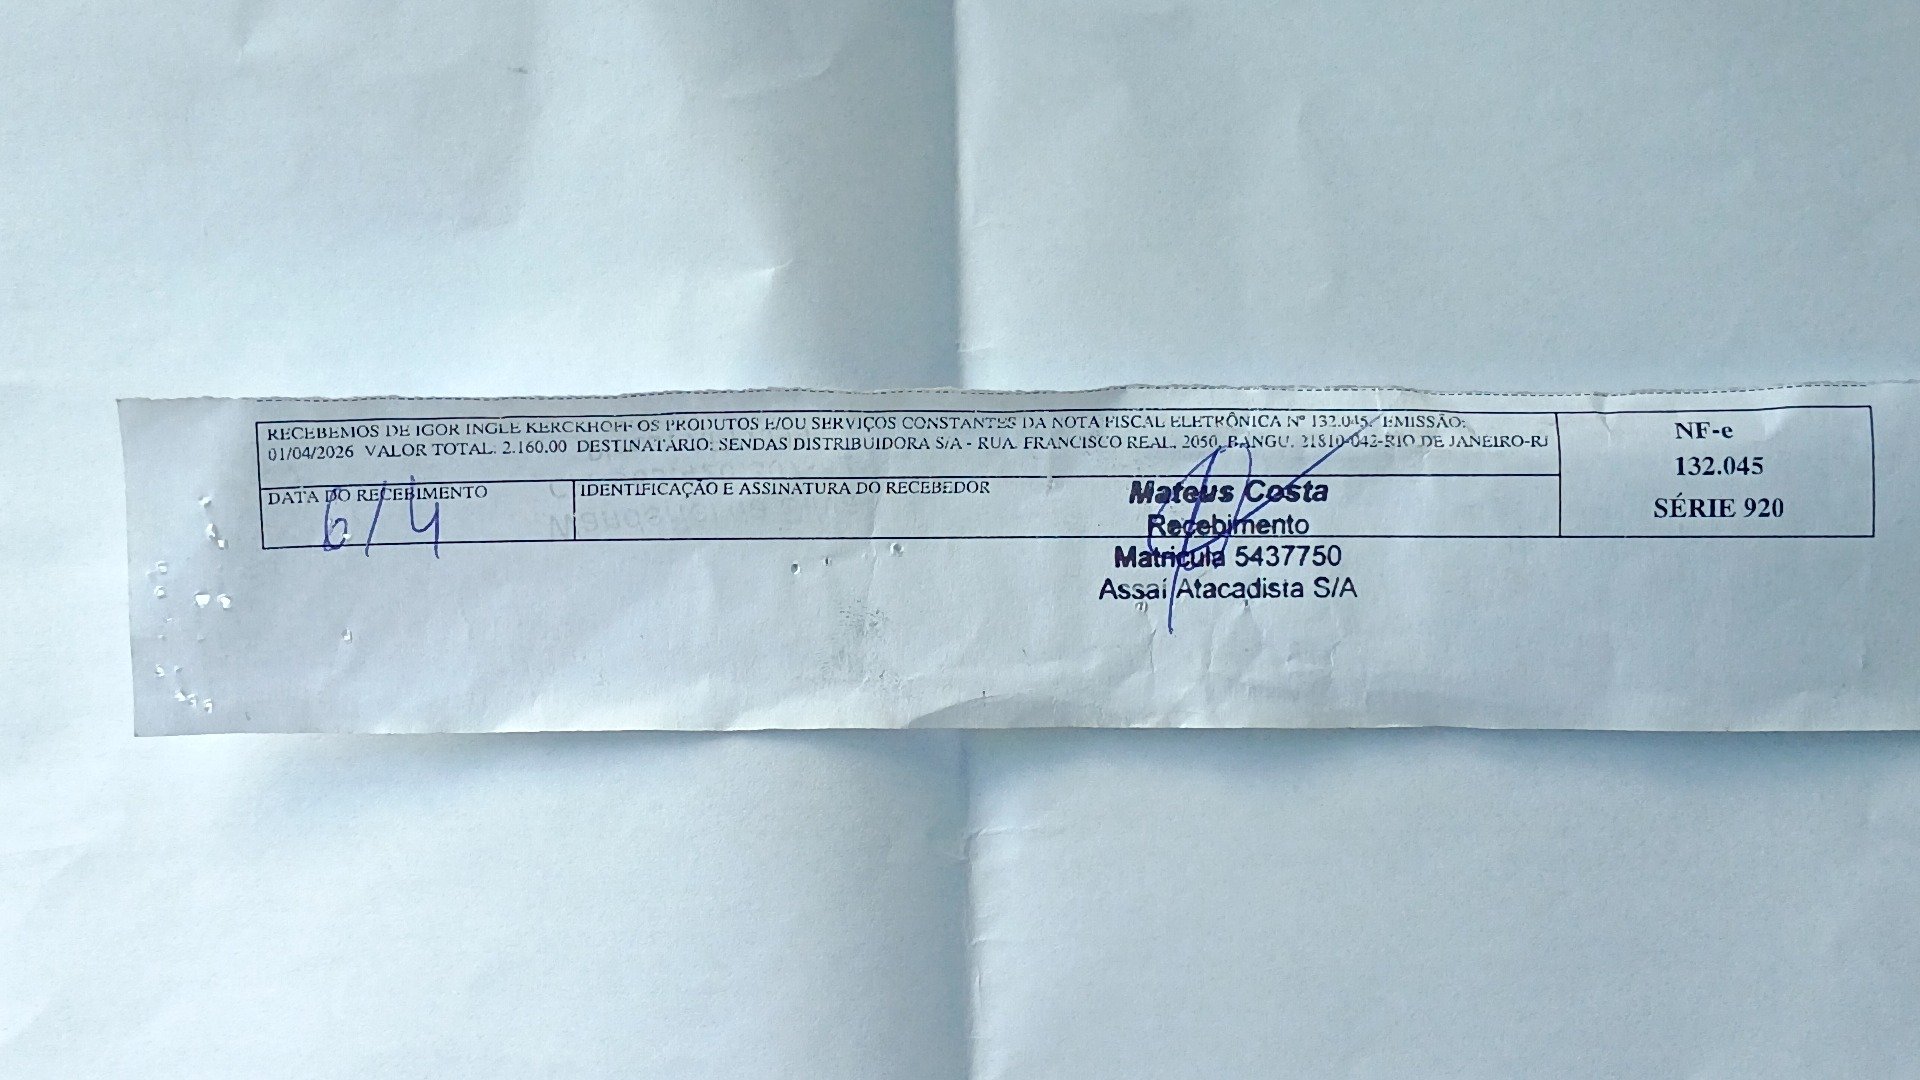 RECEBEMOS DE IGOR INGLE KERCKHOFF OS PRODUTOS E/OU SERVIÇOS CONSTANTES DA NOTA FISCAL ELETRÔNICA Nº 132.045. EMISSÃO:
01/04/2026 VALOR TOTAL: 2.160.00 DESTINATÁRIO: SENDAS DISTRIBUIDORA S/A - RUA. FRANCISCO REAL, 2050, BANGU. 21810-042-RIO DE JANEIRO-RJ
DATA DO RECEBIMENTO
6/4
IDENTIFICAÇÃO E ASSINATURA DO RECEBEDOR
Mateus Costa
Recebimento
Matricula 5437750
Assaí Atacadista S/A
NF-e
132.045
SÉRIE 920